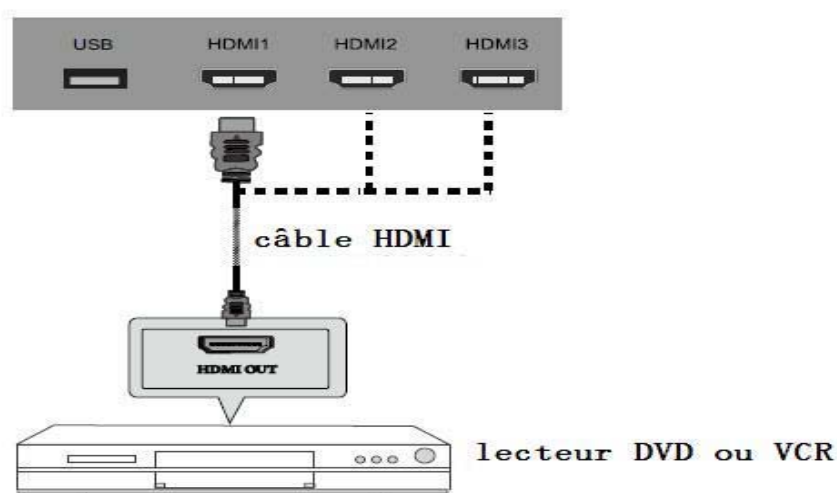 USB HDMI1 HDMI2 HDMI3
câble HDMI
HDMI OUT
lecteur DVD ou VCR